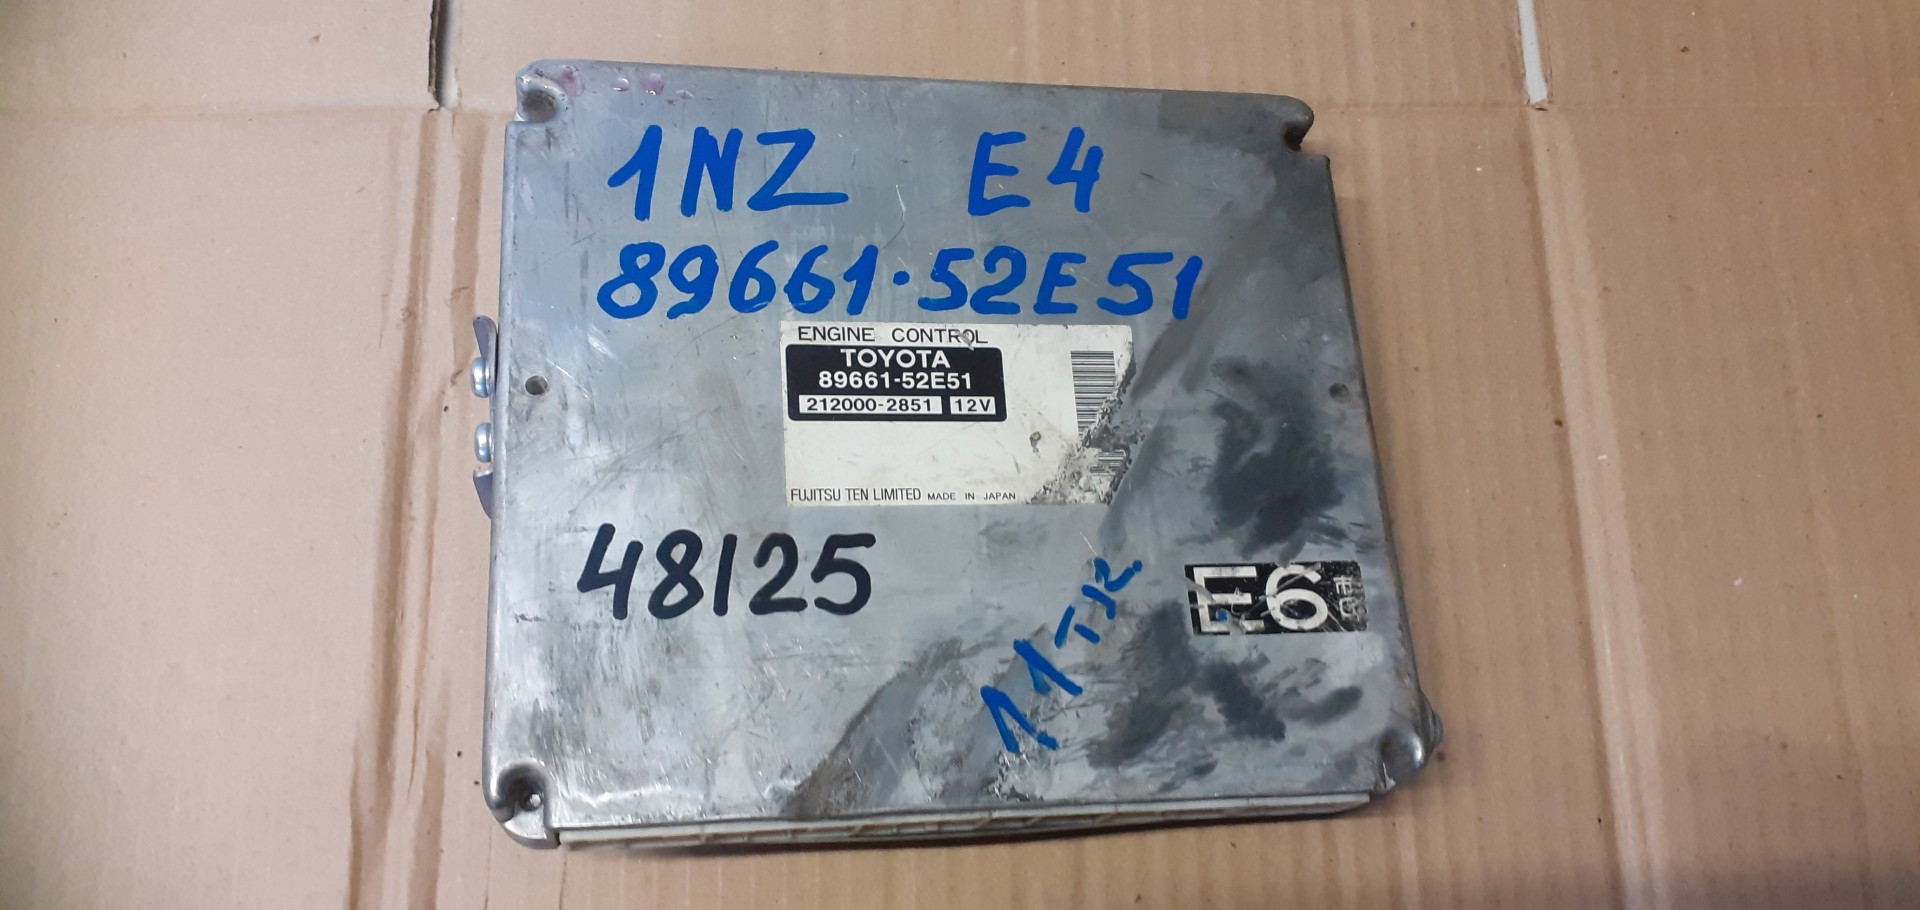 1NZ E4
89661-52E51
ENGINE CONTROL
TOYOTA
89661-52E51
212000-2851 12V
FUJITSU TEN LIMITED MADE IN JAPAN
48125
11
E6